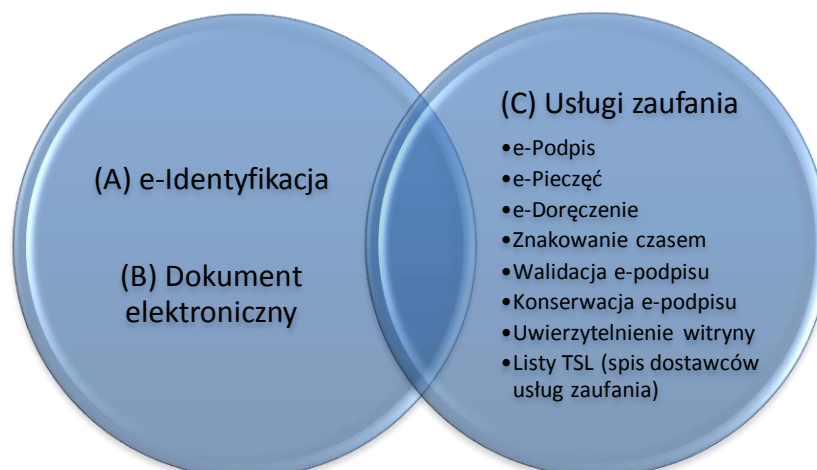 (A) e-Identyfikacja
(B) Dokument
elektroniczny
(C) Usługi zaufania
•e-Podpis
•e-Pieczęć
•e-Doręczenie
•Znakowanie czasem
•Walidacja e-podpisu
•Konserwacja e-podpisu
•Uwierzytelnienie witryny
•Listy TSL (spis dostawców
usług zaufania)